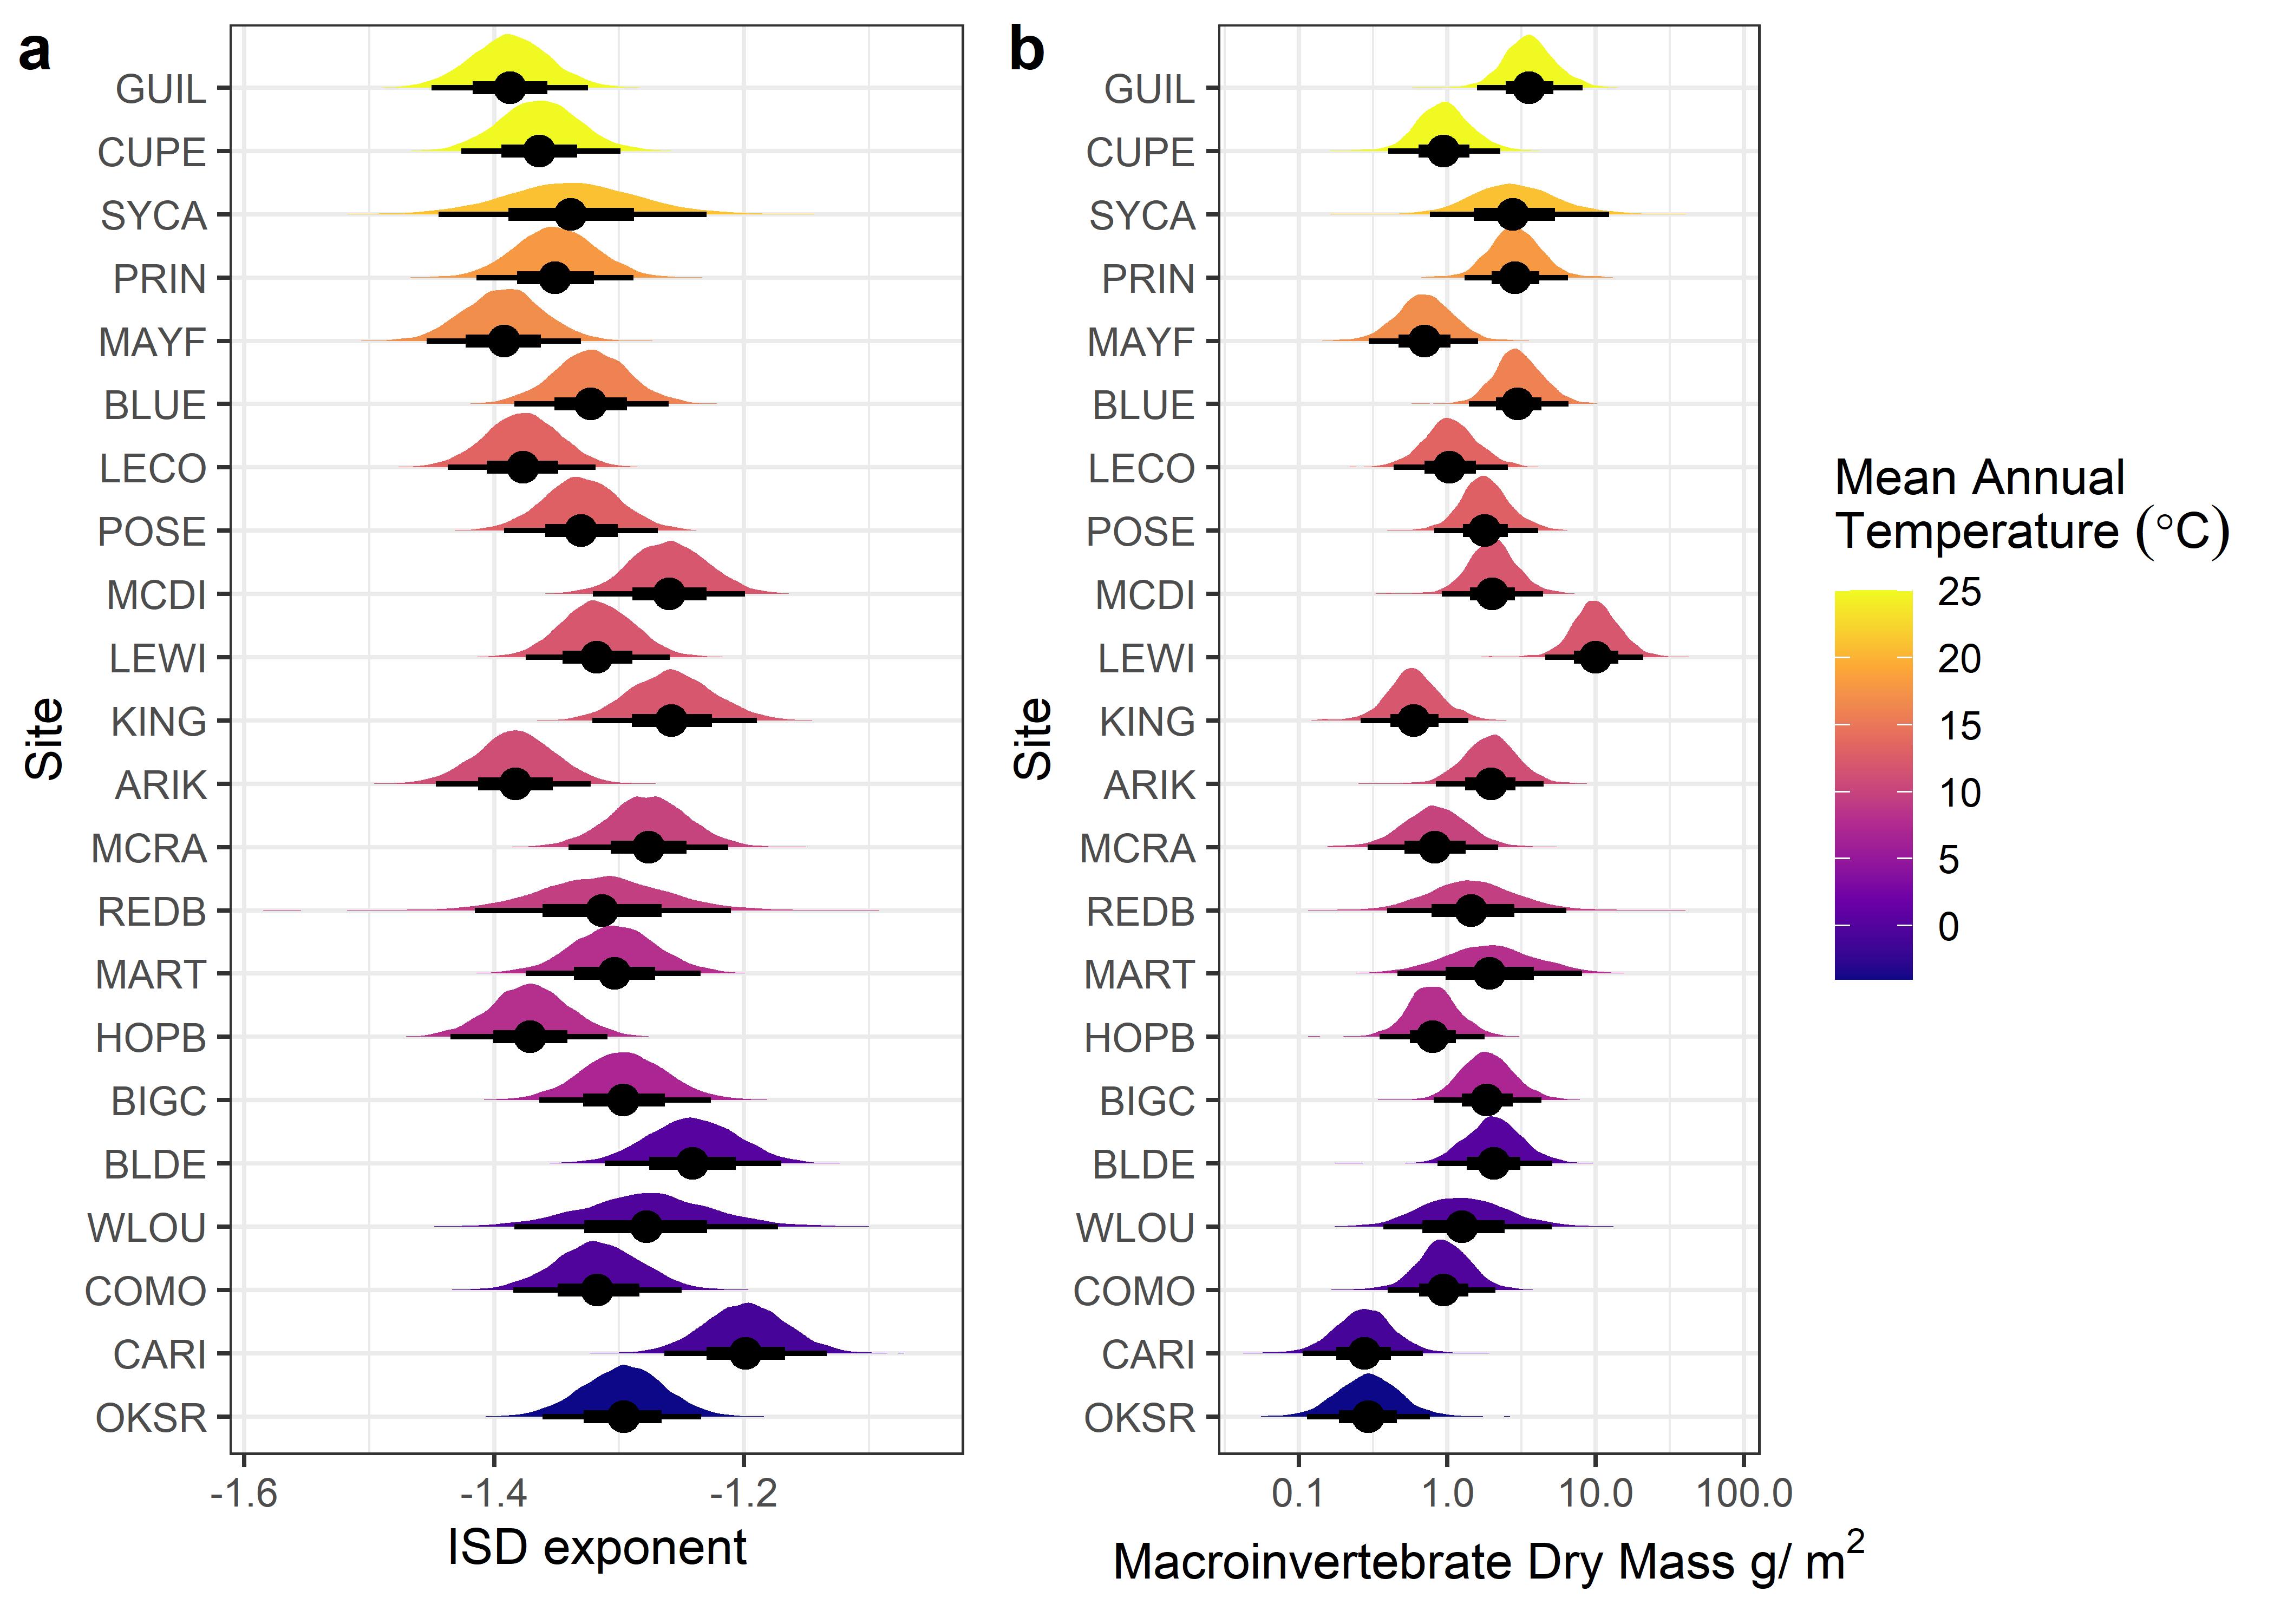 a
GUIL
CUPE
SYCA
PRIN
MAYF
BLUE
LECO
POSE
MCDI
LEWI
KING
ARIK
MCRA
REDB
MART
HOPB
BIGC
BLDE
WLOU
COMO
CARI
OKSR
Site
-1.6 -1.4 -1.2
ISD exponent
b
GUIL
CUPE
SYCA
PRIN
MAYF
BLUE
LECO
POSE
MCDI
LEWI
KING
ARIK
MCRA
REDB
MART
HOPB
BIGC
BLDE
WLOU
COMO
CARI
OKSR
Site
0.1 1.0 10.0 100.0
Macroinvertebrate Dry Mass g/ m²
Mean Annual
Temperature (°C)
25
20
15
10
5
0